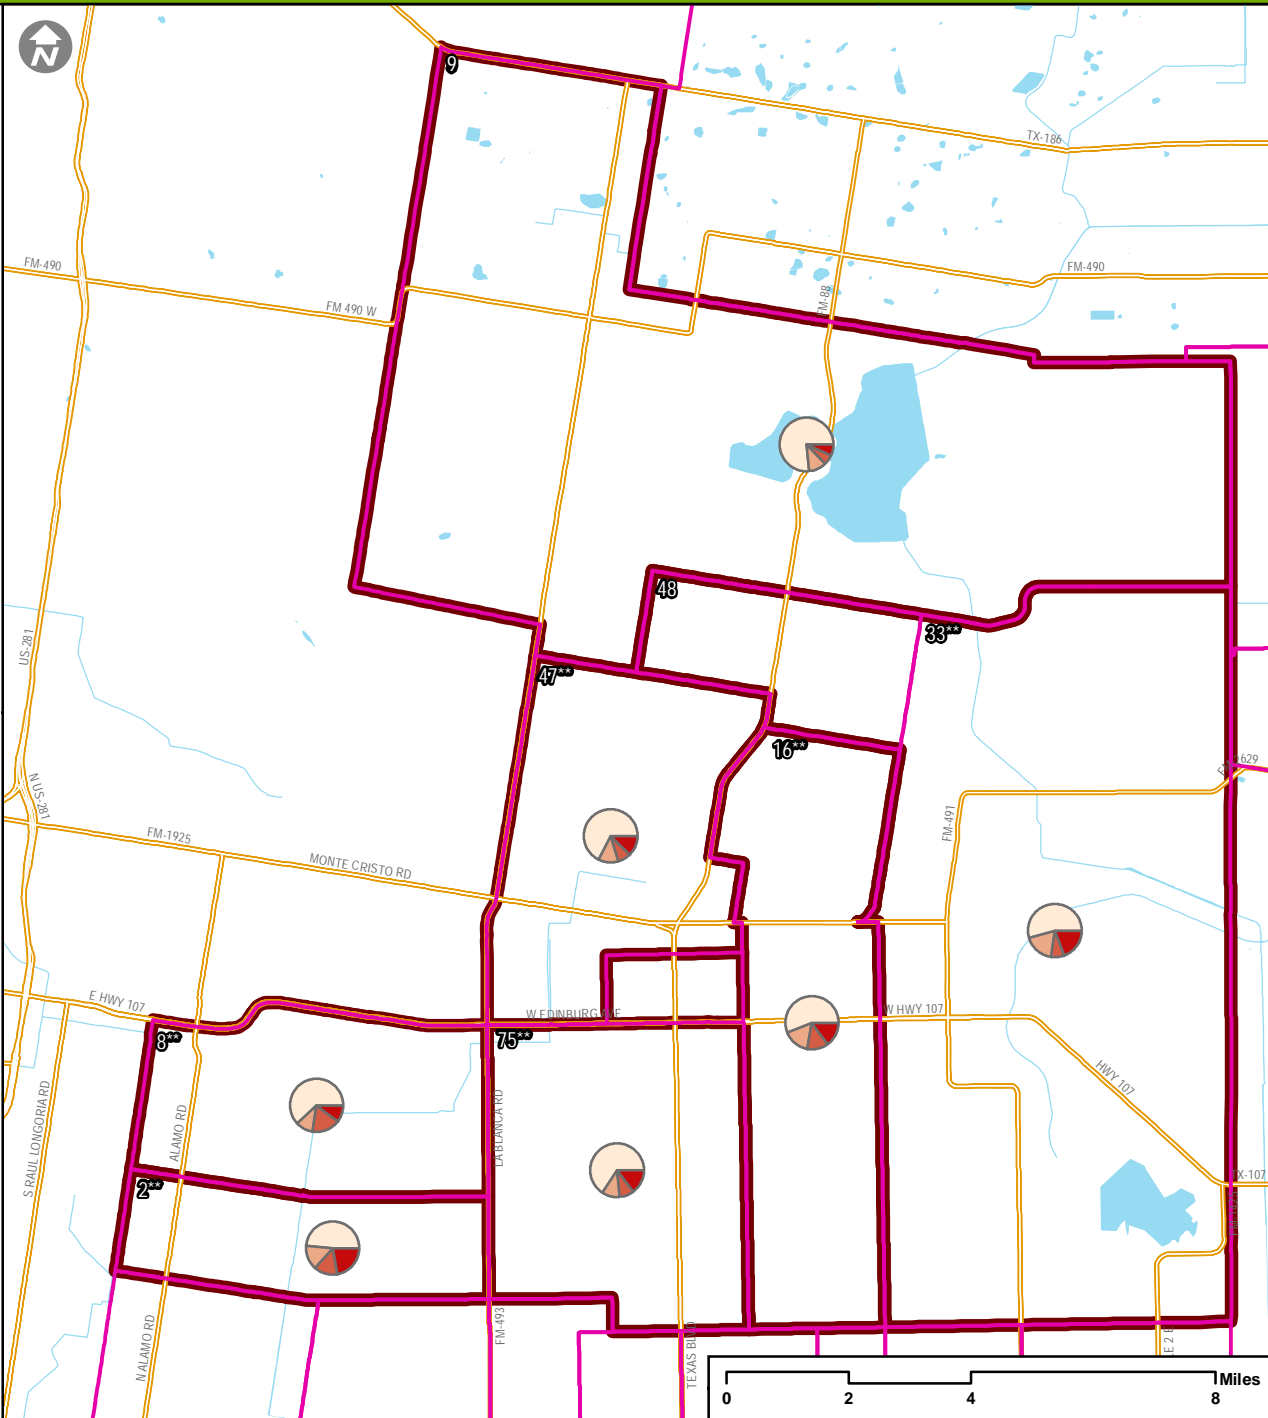 N
9
TX-186
FM-490
FM-490
FM-88
FM 490 W
48
33**
US-281
47**
16**
FM-1629
N US-281
FM-491
FM-1925
MONTE CRISTO RD
E HWY 107
W EDINBURG AVE
W HWY 107
8**
75**
HWY 107
S RAUL LONGORIA RD
ALAMO RD
LA BLANCA RD
2**
TX-107
FM-493
N ALAMO RD
TEXAS BLVD
E 2 E
Miles
0 2 4 8